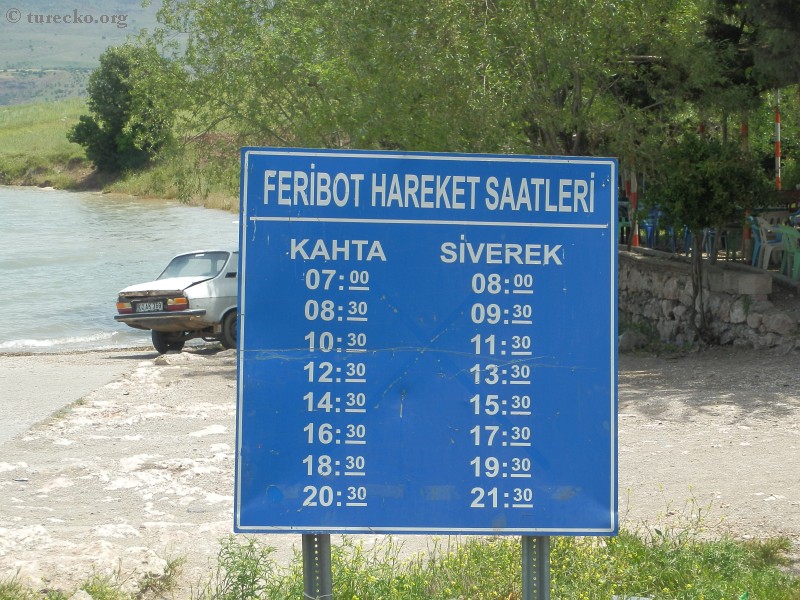 © turecko.org
FERİBOT HAREKET SAATLERİ
KAHTA SİVEREK
07:00 08:00
08:30 09:30
10:30 11:30
12:30 13:30
14:30 15:30
16:30 17:30
18:30 19:30
20:30 21:30